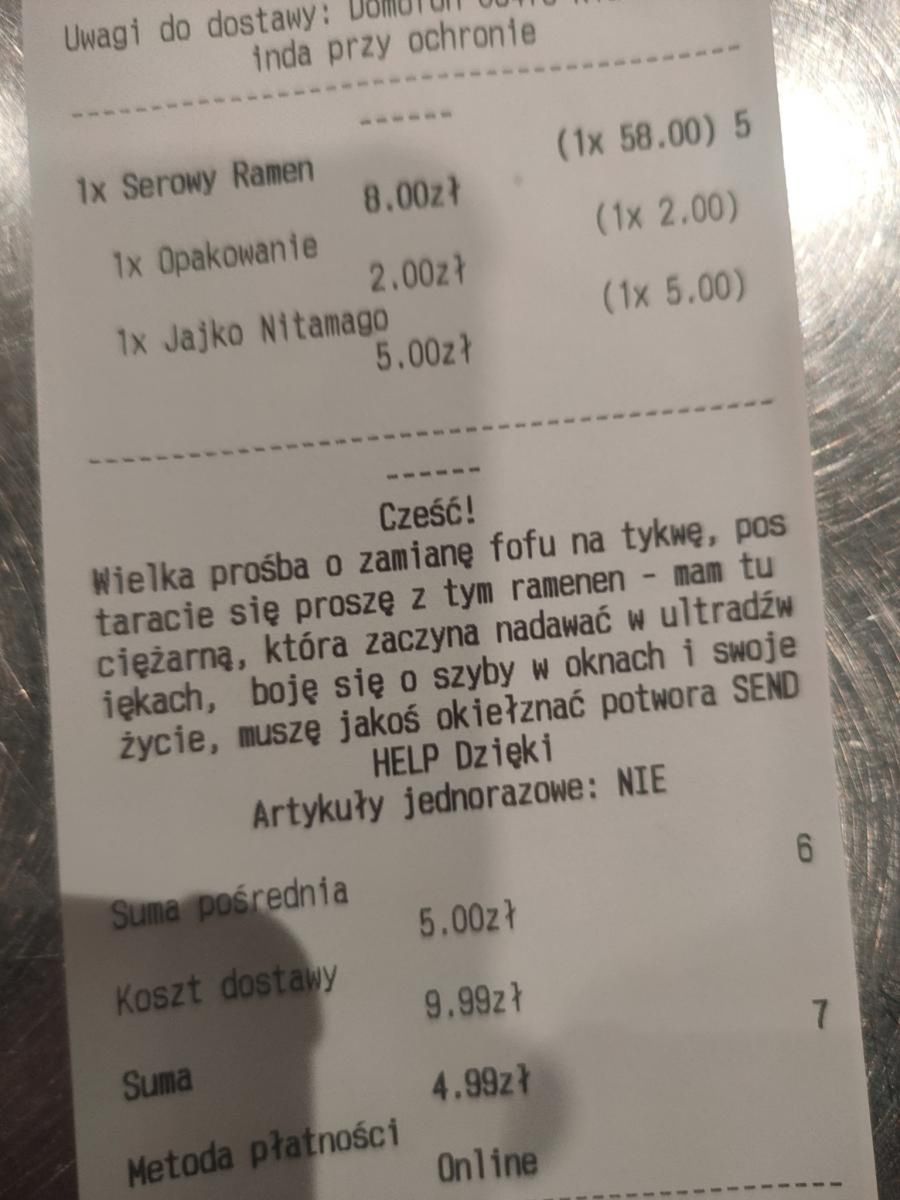 Uwagi do dostawy:
inda przy ochronie
------------------------------------------
------
1x Serowy Ramen (1x 58.00) 5
8.00zł
1x Opakowanie (1x 2.00)
2.00zł
1x Jajko Nitamago (1x 5.00)
5.00zł
------------------------------------------
------
Cześć!
Wielka prośba o zamianę fofu na tykwę, pos
taracie się proszę z tym ramenen - mam tu
ciężarną, która zaczyna nadawać w ultradźw
iękach, boję się o szyby w oknach i swoje
życie, muszę jakoś okiełznać potwora SEND
HELP Dzięki
Artykuły jednorazowe: NIE
Suma pośrednia 6
5.00zł
Koszt dostawy
9.99zł
Suma 7
4.99zł
Metoda płatności
Online
------------------------------------------